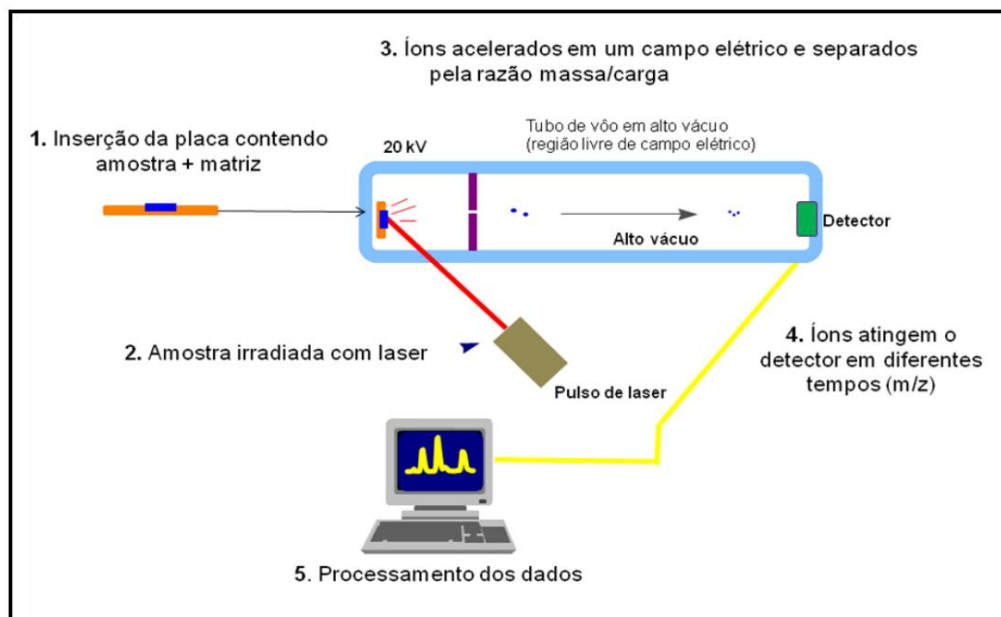 3. Íons acelerados em um campo elétrico e separados
pela razão massa/carga
1. Inserção da placa contendo
amostra + matriz
20 kV
Tubo de vôo em alto vácuo
(região livre de campo elétrico)
Alto vácuo
Detector
2. Amostra irradiada com laser
Pulso de laser
4. Íons atingem o
detector em diferentes
tempos (m/z)
5. Processamento dos dados